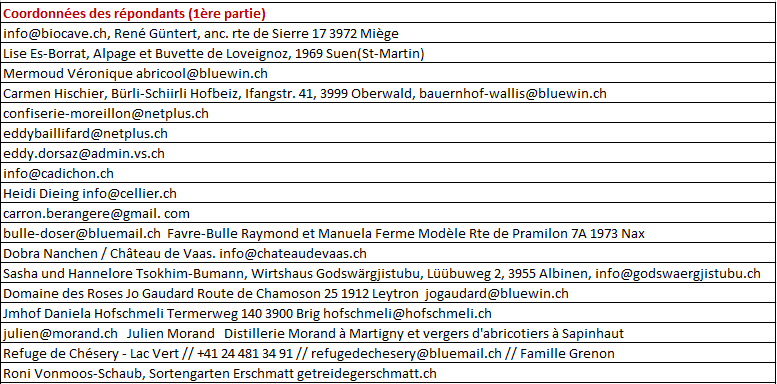 Coordonnées des répondants (1ère partie)
info@biocave.ch, René Güntert, anc. rte de Sierre 17 3972 Miège
Lise Es-Borrat, Alpage et Buvette de Loveignoz, 1969 Suen(St-Martin)
Mermoud Véronique abricool@bluewin.ch
Carmen Hischier, Bürli-Schiirli Hofbeiz, Ifangstr. 41, 3999 Oberwald, bauernhof-wallis@bluewin.ch
confiserie-moreillon@netplus.ch
eddybaillifard@netplus.ch
eddy.dorsaz@admin.vs.ch
info@cadichon.ch
Heidi Dieing info@cellier.ch
carron.berangere@gmail. com
bulle-doser@bluemail.ch  Favre-Bulle Raymond et Manuela Ferme Modèle Rte de Pramilon 7A 1973 Nax
Dobra Nanchen / Château de Vaas. info@chateaudevaas.ch
Sasha und Hannelore Tsokhim-Bumann, Wirtshaus Godswärgjistubu, Lüübuweg 2, 3955 Albinen, info@godswaergjistubu.ch
Domaine des Roses Jo Gaudard Route de Chamoson 25 1912 Leytron  jogaudard@bluewin.ch
Jmhof Daniela Hofschmeli Termerweg 140 3900 Brig hofschmeli@hofschmeli.ch
julien@morand.ch   Julien Morand   Distillerie Morand à Martigny et vergers d'abricotiers à Sapinhaut
Refuge de Chésery - Lac Vert // +41 24 481 34 91 // refugedechesery@bluemail.ch // Famille Grenon
Roni Vonmoos-Schaub, Sortengarten Erschmatt getreidegerschmatt.ch